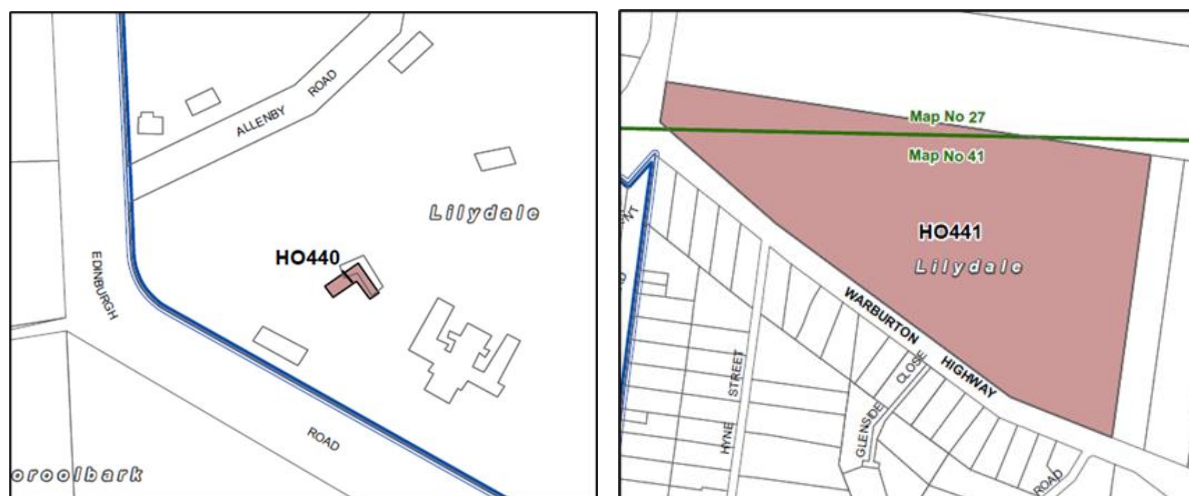 ALLENBY ROAD
Lilydale
HO440
EDINBURGH
ROAD
oroolbark
Map No 27
Map No 41
HO441
Lilydale
WARBURTON
HIGHWAY
HYNE STREET
GLENSIDE CLOSE
ROAD